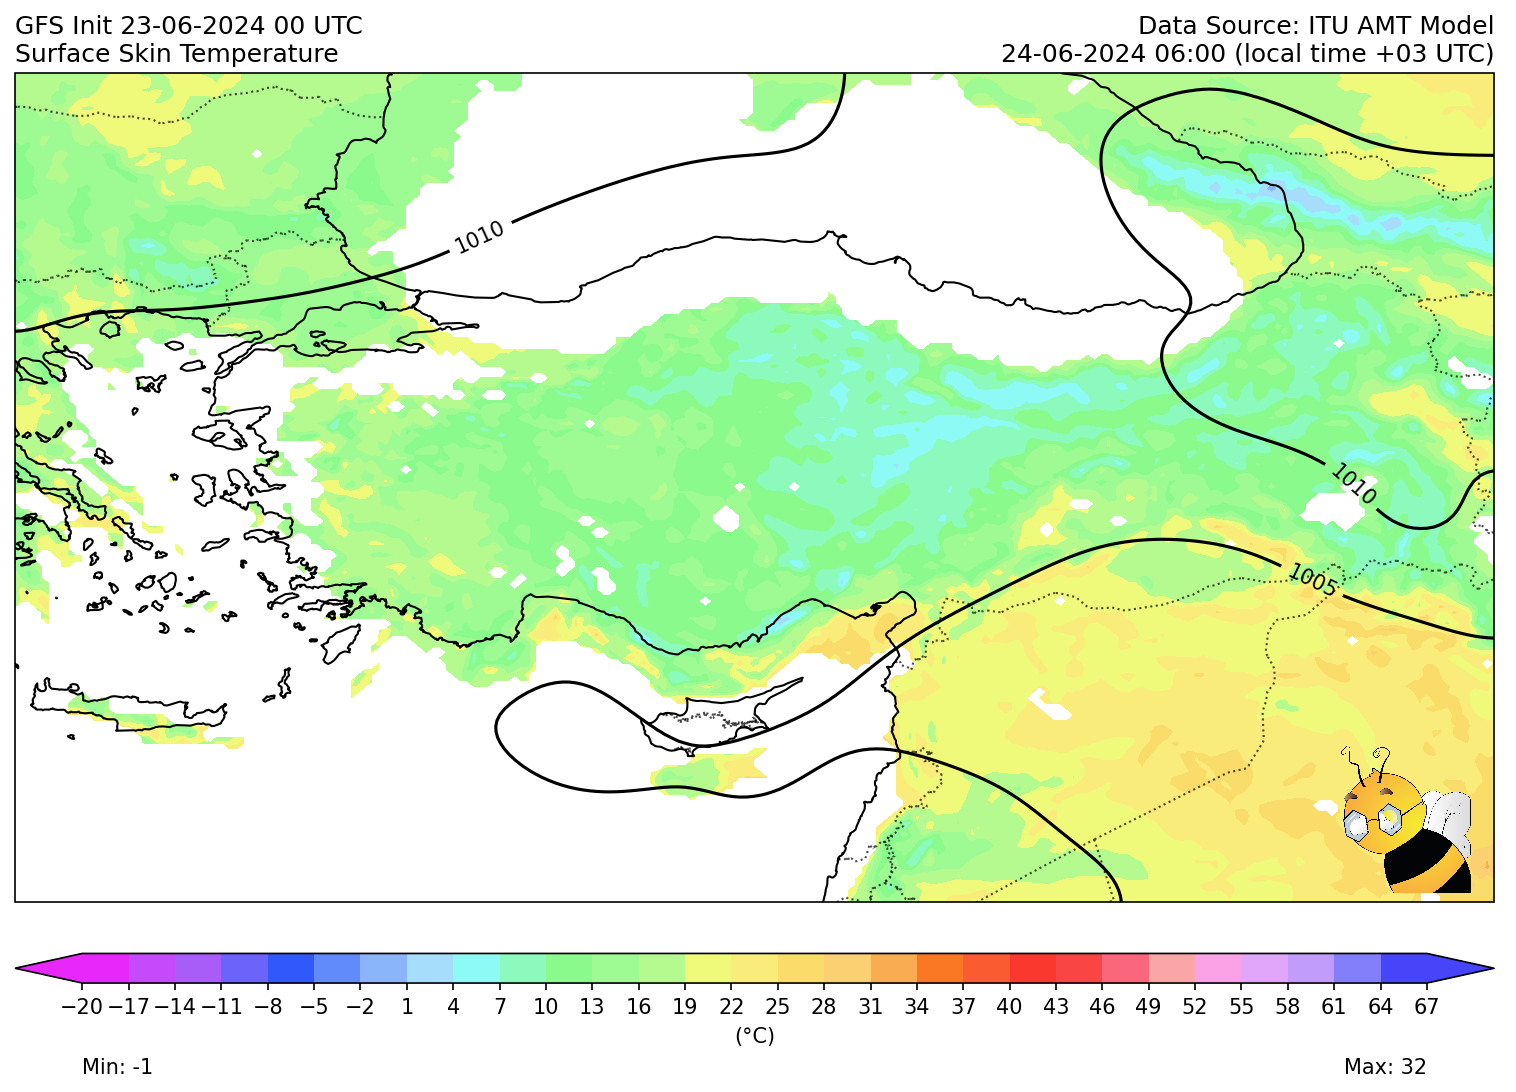 GFS Init 23-06-2024 00 UTC
Data Source: ITU AMT Model
Surface Skin Temperature
24-06-2024 06:00 (local time +03 UTC)
1010
1010
1005
−20 −17 −14 −11 −8 −5 −2 1 4 7 10 13 16 19 22 25 28 31 34 37 40 43 46 49 52 55 58 61 64 67
(°C)
Min: -1
Max: 32